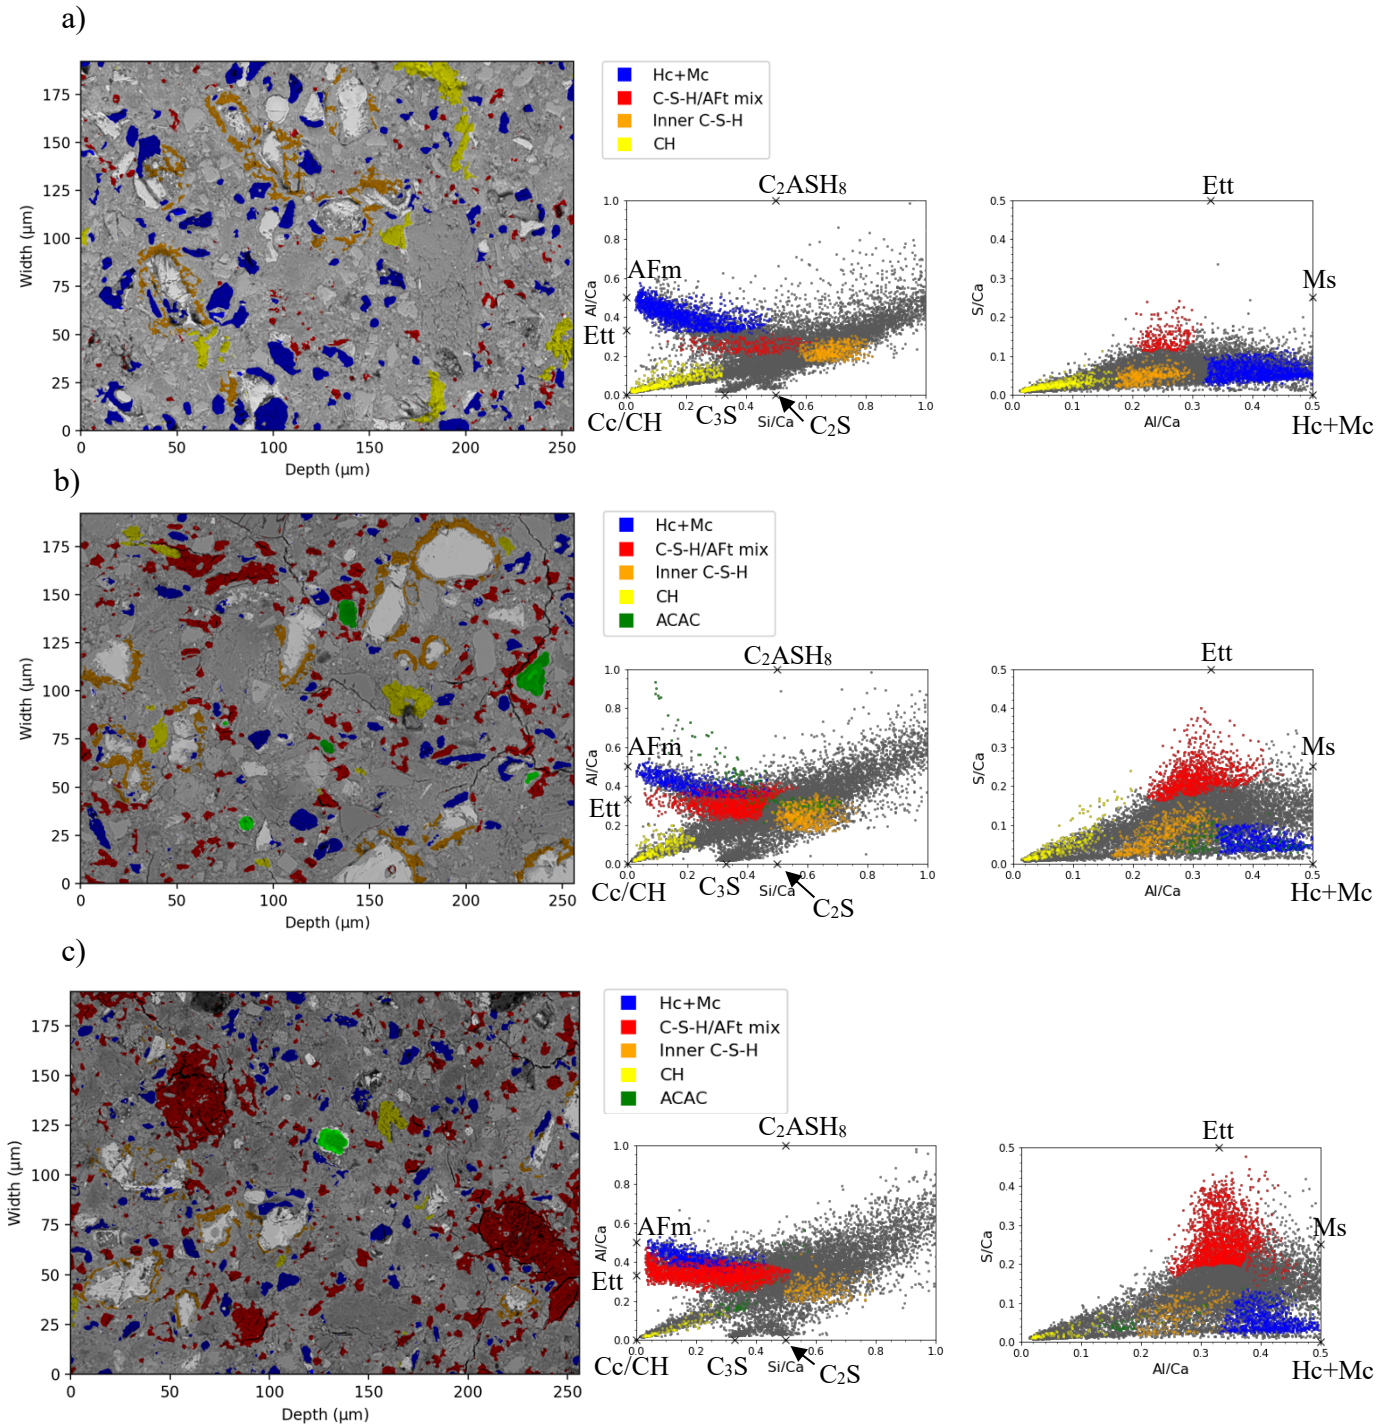 a)
175
150
125
100
75
50
25
0
0 50 100 150 200 250
Width (µm)
Depth (µm)
Hc+Mc
C-S-H/AFt mix
Inner C-S-H
CH
C₂ASH₈
1.0
0.8
0.6
0.4
0.2
0.0
AFm
Ett
Al/Ca
0.0 0.2 0.4 0.6 0.8 1.0
Cc/CH
C₃S
Si/Ca
C₂S
Ett
0.5
0.4
0.3
0.2
0.1
0.0
S/Ca
Ms
0.0 0.1 0.2 0.3 0.4 0.5
Al/Ca
Hc+Mc
b)
175
150
125
100
75
50
25
0
0 50 100 150 200 250
Width (µm)
Depth (µm)
Hc+Mc
C-S-H/AFt mix
Inner C-S-H
CH
ACAC
C₂ASH₈
1.0
0.8
0.6
0.4
0.2
0.0
AFm
Ett
Al/Ca
0.0 0.2 0.4 0.6 0.8 1.0
Cc/CH
C₃S
Si/Ca
C₂S
Ett
0.5
0.4
0.3
0.2
0.1
0.0
S/Ca
Ms
0.0 0.1 0.2 0.3 0.4 0.5
Al/Ca
Hc+Mc
c)
175
150
125
100
75
50
25
0
0 50 100 150 200 250
Width (µm)
Depth (µm)
Hc+Mc
C-S-H/AFt mix
Inner C-S-H
CH
ACAC
C₂ASH₈
1.0
0.8
0.6
0.4
0.2
0.0
AFm
Ett
Al/Ca
0.0 0.2 0.4 0.6 0.8 1.0
Cc/CH
C₃S
Si/Ca
C₂S
Ett
0.5
0.4
0.3
0.2
0.1
0.0
S/Ca
Ms
0.0 0.1 0.2 0.3 0.4 0.5
Al/Ca
Hc+Mc